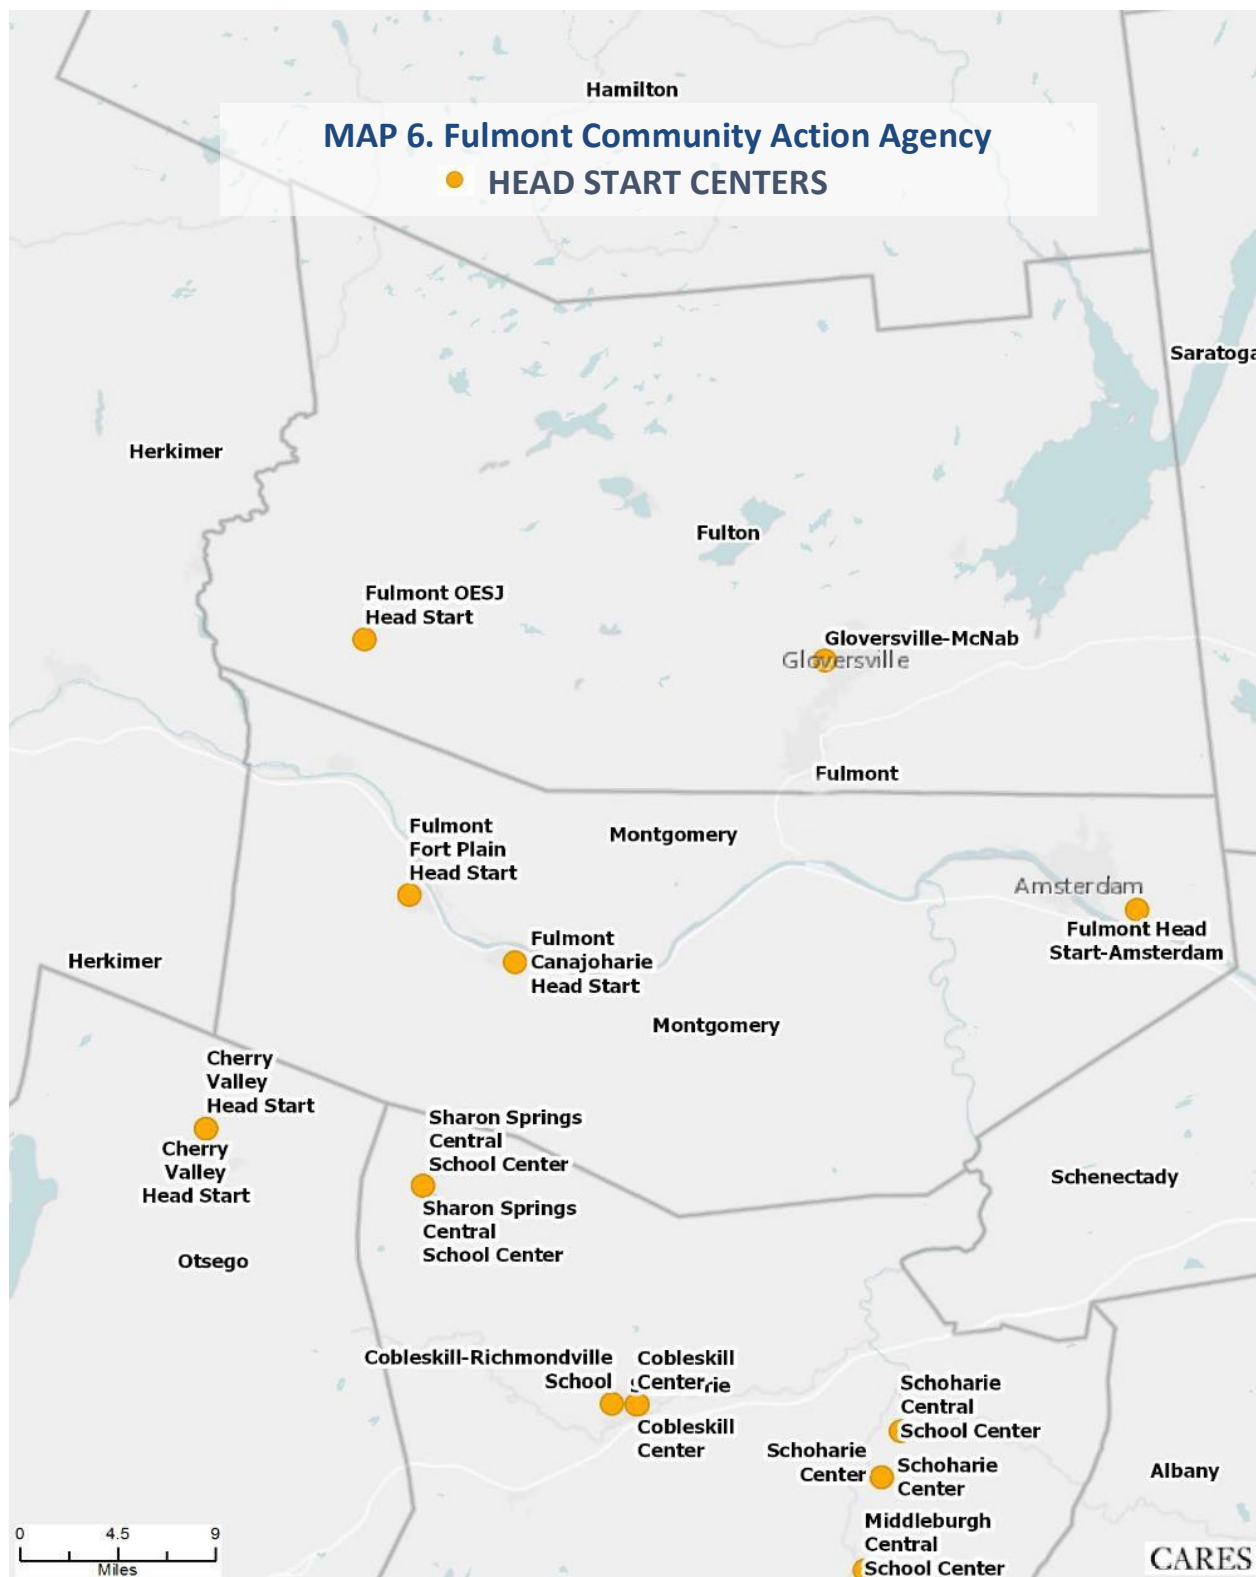 Hamilton
MAP 6. Fulmont Community Action Agency
HEAD START CENTERS
Saratoga
Herkimer
Fulton
Fulmont OESJ
Head Start
Gloversville-McNab
Gloversville
Fulmont
Fulmont
Fort Plain
Head Start
Montgomery
Amsterdam
Fulmont Head
Start-Amsterdam
Fulmont
Canajoharie
Head Start
Herkimer
Montgomery
Cherry
Valley
Head Start
Cherry
Valley
Head Start
Sharon Springs
Central
School Center
Sharon Springs
Central
School Center
Schenectady
Otsego
Cobleskill-Richmondville
School
Cobleskill
Center
Cobleskill
Center
Schoharie
Central
School Center
Schoharie
Center
Schoharie
Center
Albany
Middleburgh
Central
School Center
0 4.5 9
Miles
CARES